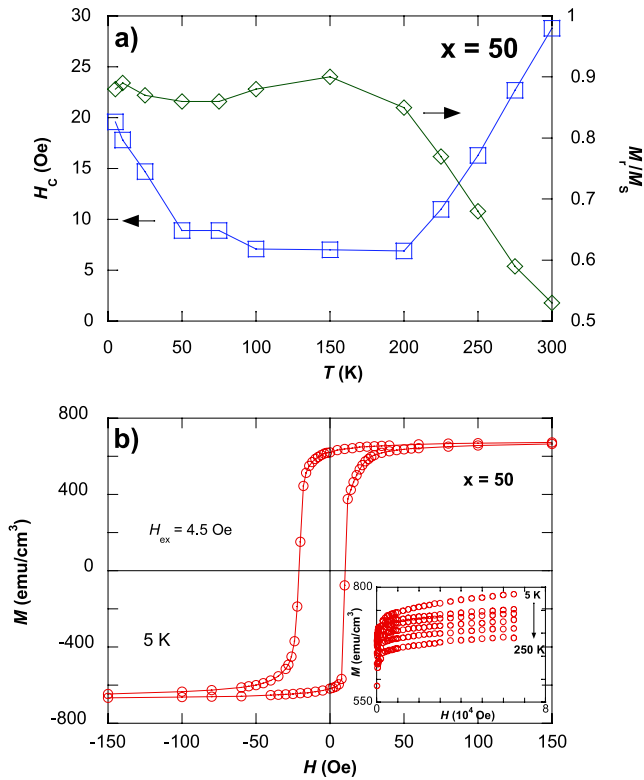 a)
x = 50
30
25
20
15
10
5
0
H_c (Oe)
1
0.9
0.8
0.7
0.6
0.5
M_r/M_s
0 50 100 150 200 250 300
T (K)
b)
x = 50
800
400
0
-400
-800
M (emu/cm³)
H_ex = 4.5 Oe
5 K
-150 -100 -50 0 50 100 150
H (Oe)
800
550
M (emu/cm³)
5 K
250 K
0 8
H (10⁴ Oe)